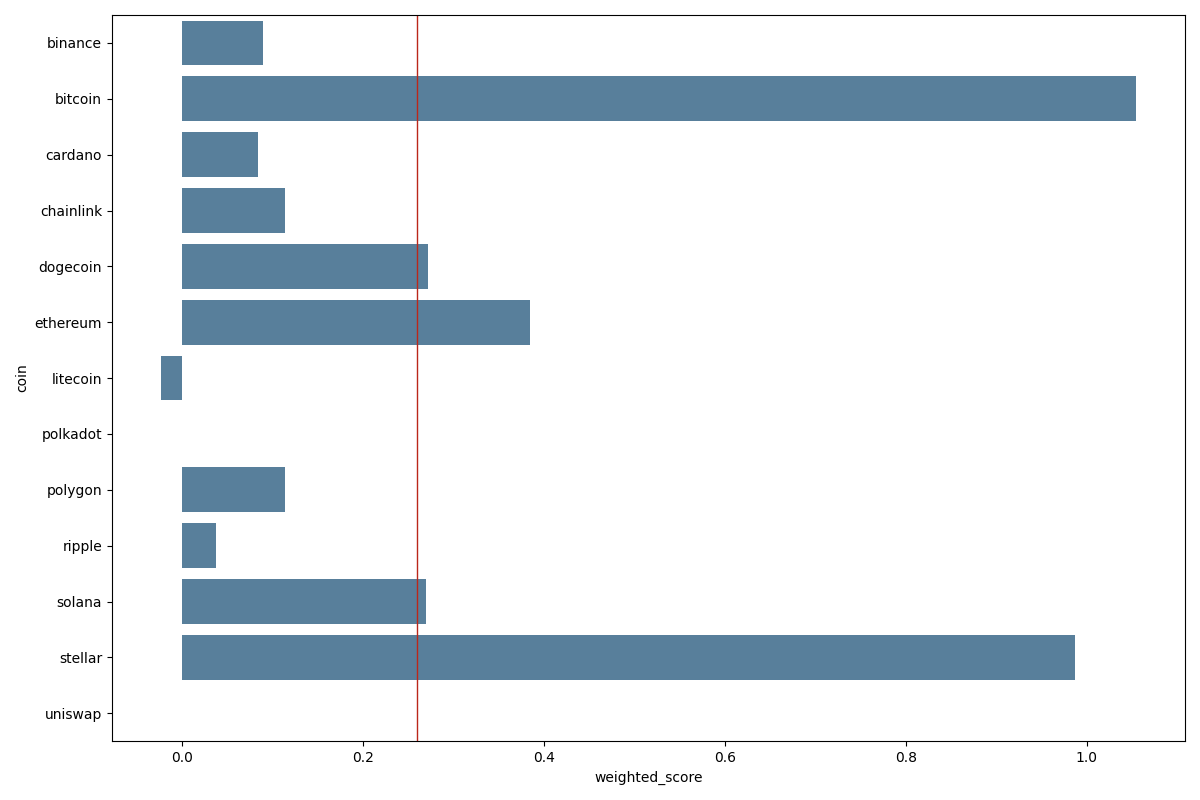 binance
bitcoin
cardano
chainlink
dogecoin
ethereum
litecoin
polkadot
polygon
ripple
solana
stellar
uniswap
coin
0.0 0.2 0.4 0.6 0.8 1.0
weighted_score